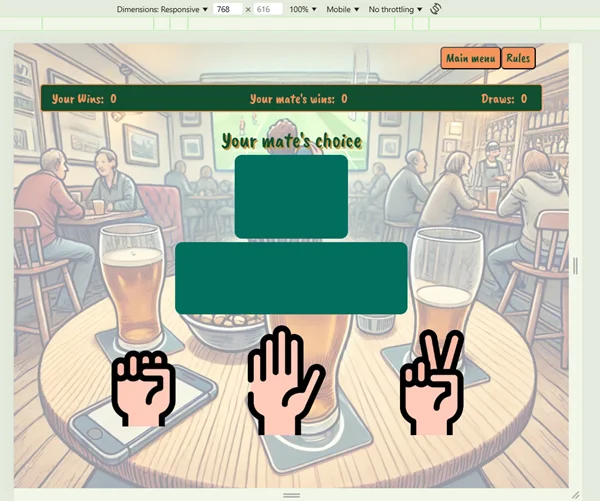 Dimensions: Responsive 768 × 616 100% Mobile No throttling
Main menu Rules
Your Wins: 0 Your mate's wins: 0 Draws: 0
Your mate's choice